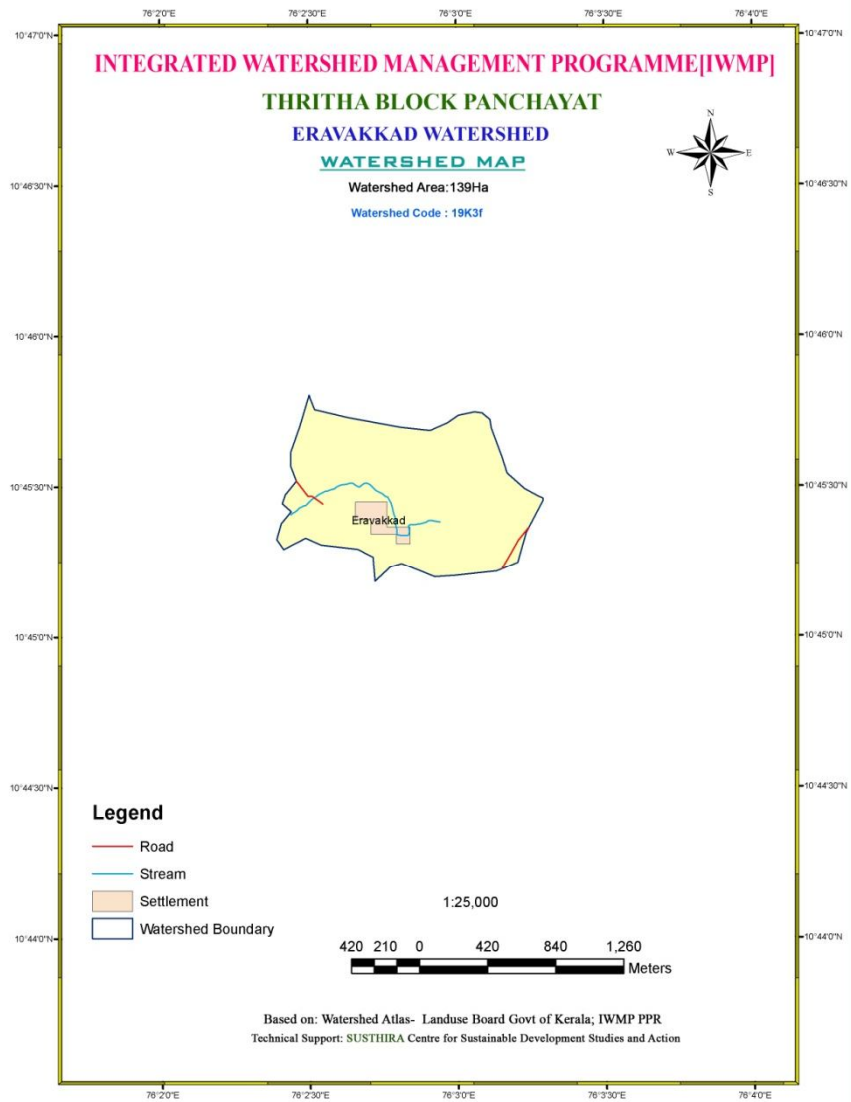 76°2'0"E 76°2'30"E 76°3'0"E 76°3'30"E 76°4'0"E
10°47'0"N 10°47'0"N
INTEGRATED WATERSHED MANAGEMENT PROGRAMME[IWMP]
THRITHA BLOCK PANCHAYAT
ERAVAKKAD WATERSHED
WATERSHED MAP
Watershed Area:139Ha
Watershed Code : 19K3f
N
W E
S
10°46'30"N 10°46'30"N
10°46'0"N 10°46'0"N
10°45'30"N 10°45'30"N
Eravakkad
10°45'0"N 10°45'0"N
10°44'30"N 10°44'30"N
Legend
Road
Stream
Settlement
Watershed Boundary
1:25,000
10°44'0"N 10°44'0"N
420 210 0 420 840 1,260
Meters
Based on: Watershed Atlas- Landuse Board Govt of Kerala; IWMP PPR
Technical Support: SUSTHIRA Centre for Sustainable Development Studies and Action
76°2'0"E 76°2'30"E 76°3'0"E 76°3'30"E 76°4'0"E